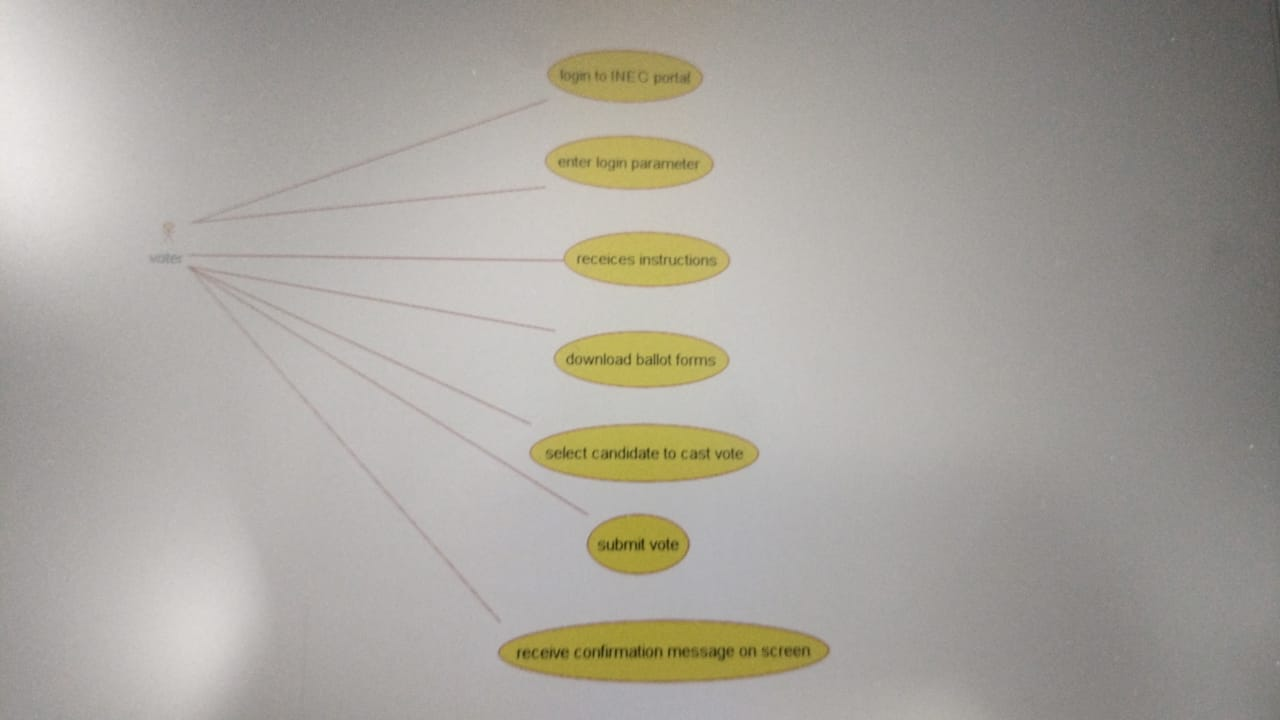 login to INEC portal
enter login parameter
voter
receices instructions
download ballot forms
select candidate to cast vote
submit vote
receive confirmation message on screen